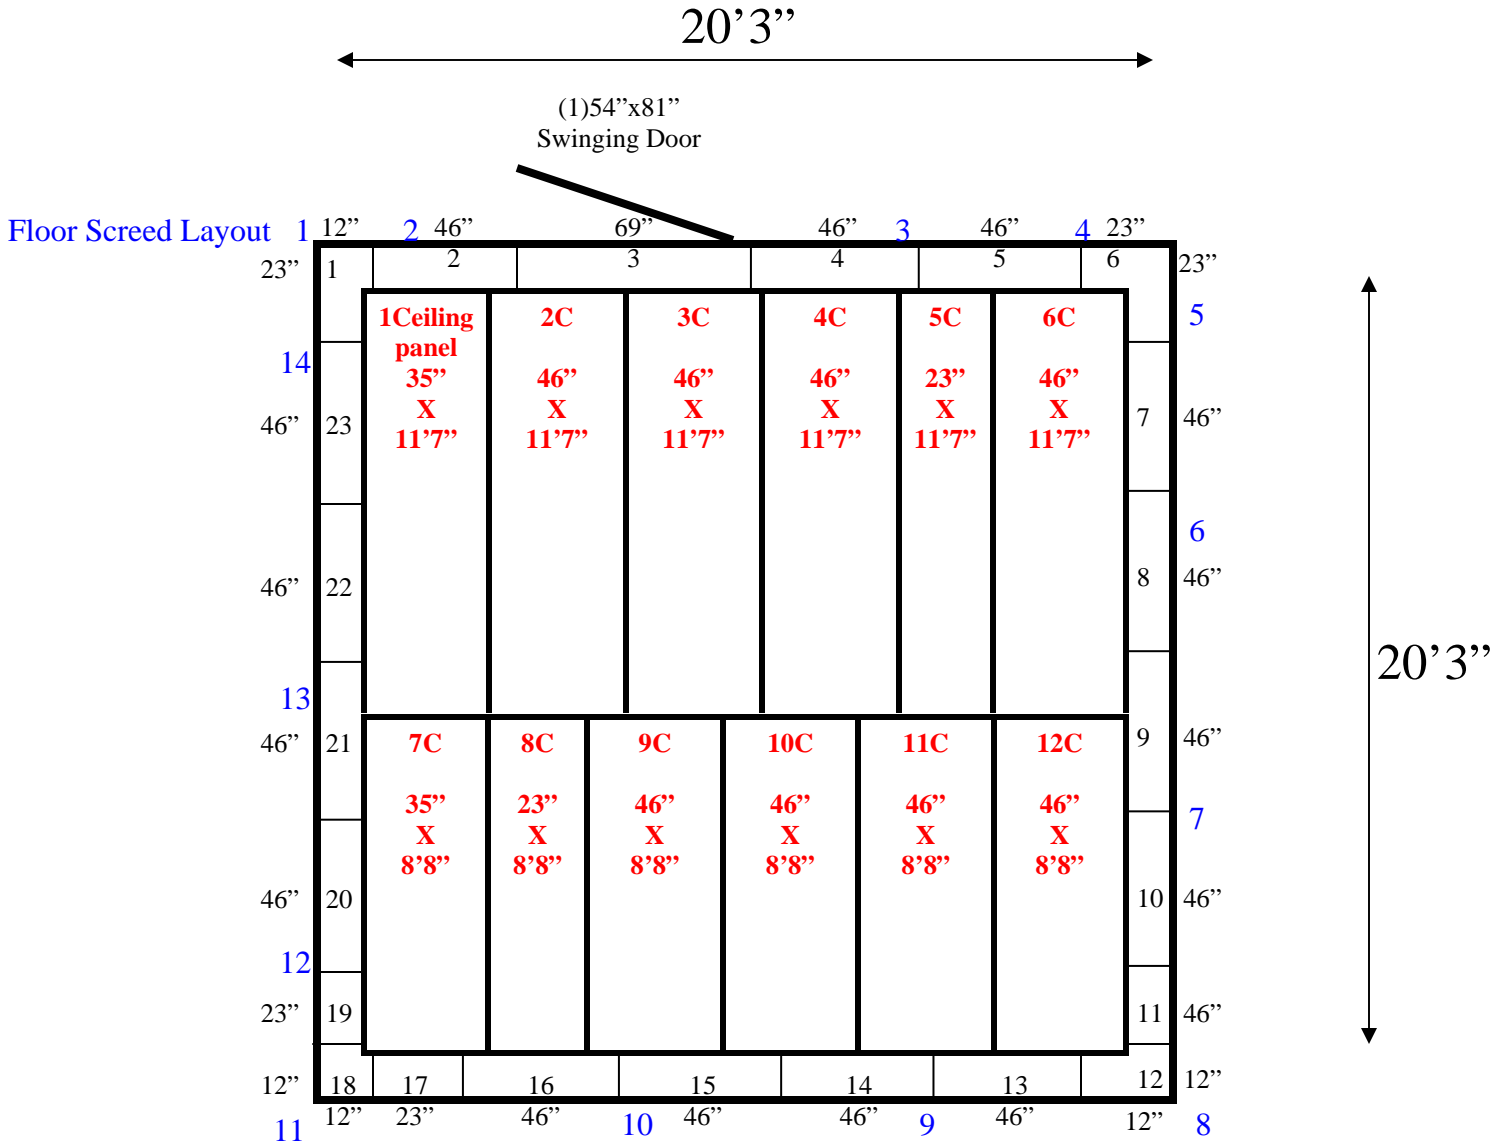 20’3”
(1)54”x81”
Swinging Door
Floor Screed Layout 1 12” 2 46” 69” 46” 3 46” 4 23”
23” 1 2 3 4 5 6 23”
1Ceiling
panel
35”
X
11’7”
2C
46”
X
11’7”
3C
46”
X
11’7”
4C
46”
X
11’7”
5C
23”
X
11’7”
6C
46”
X
11’7”
5
14
46” 23 7 46”
6
46” 22 8 46”
20’3”
13
46” 21 9 46”
7C
35”
X
8’8”
8C
23”
X
8’8”
9C
46”
X
8’8”
10C
46”
X
8’8”
11C
46”
X
8’8”
12C
46”
X
8’8”
7
46” 20 10 46”
12
23” 19 11 46”
12” 18 17 16 15 14 13 12 12”
11 12” 23” 46” 10 46” 46” 9 46” 12” 8